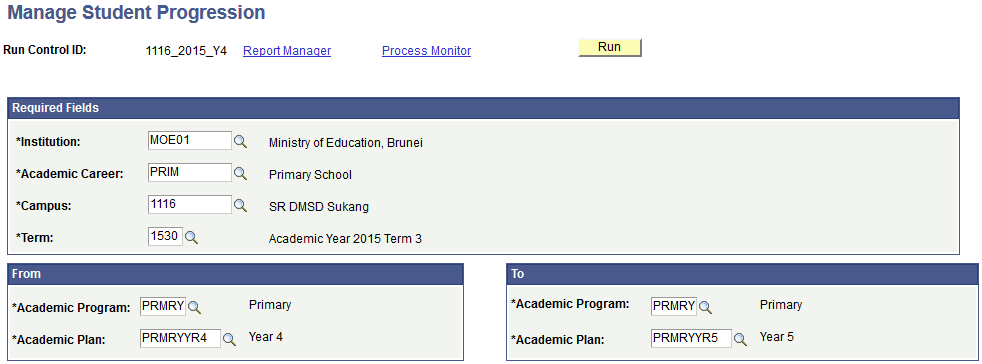 Manage Student Progression
Run Control ID: 1116_2015_Y4 Report Manager Process Monitor Run
Required Fields
*Institution: MOE01 Ministry of Education, Brunei
*Academic Career: PRIM Primary School
*Campus: 1116 SR DMSD Sukang
*Term: 1530 Academic Year 2015 Term 3
From
*Academic Program: PRMRY Primary
*Academic Plan: PRMRYYR4 Year 4
To
*Academic Program: PRMRY Primary
*Academic Plan: PRMRYYR5 Year 5